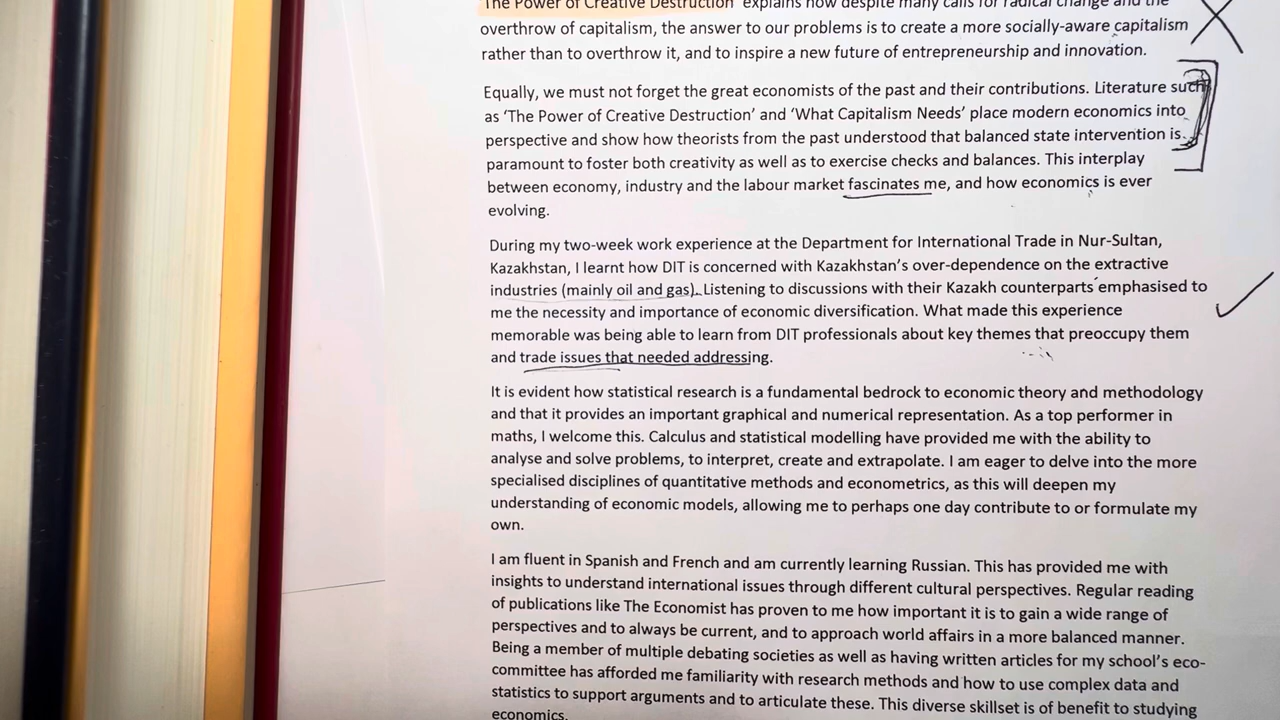 'The Power of Creative Destruction' explains how despite many calls for radical change and the
overthrow of capitalism, the answer to our problems is to create a more socially-aware capitalism
rather than to overthrow it, and to inspire a new future of entrepreneurship and innovation.
Equally, we must not forget the great economists of the past and their contributions. Literature such
as 'The Power of Creative Destruction' and 'What Capitalism Needs' place modern economics into
perspective and show how theorists from the past understood that balanced state intervention is
paramount to foster both creativity as well as to exercise checks and balances. This interplay
between economy, industry and the labour market fascinates me, and how economics is ever
evolving.
During my two-week work experience at the Department for International Trade in Nur-Sultan,
Kazakhstan, I learnt how DIT is concerned with Kazakhstan's over-dependence on the extractive
industries (mainly oil and gas). Listening to discussions with their Kazakh counterparts emphasised to
me the necessity and importance of economic diversification. What made this experience
memorable was being able to learn from DIT professionals about key themes that preoccupy them
and trade issues that needed addressing.
It is evident how statistical research is a fundamental bedrock to economic theory and methodology
and that it provides an important graphical and numerical representation. As a top performer in
maths, I welcome this. Calculus and statistical modelling have provided me with the ability to
analyse and solve problems, to interpret, create and extrapolate. I am eager to delve into the more
specialised disciplines of quantitative methods and econometrics, as this will deepen my
understanding of economic models, allowing me to perhaps one day contribute to or formulate my
own.
I am fluent in Spanish and French and am currently learning Russian. This has provided me with
insights to understand international issues through different cultural perspectives. Regular reading
of publications like The Economist has proven to me how important it is to gain a wide range of
perspectives and to always be current, and to approach world affairs in a more balanced manner.
Being a member of multiple debating societies as well as having written articles for my school's eco-
committee has afforded me familiarity with research methods and how to use complex data and
statistics to support arguments and to articulate these. This diverse skillset is of benefit to studying
economics.